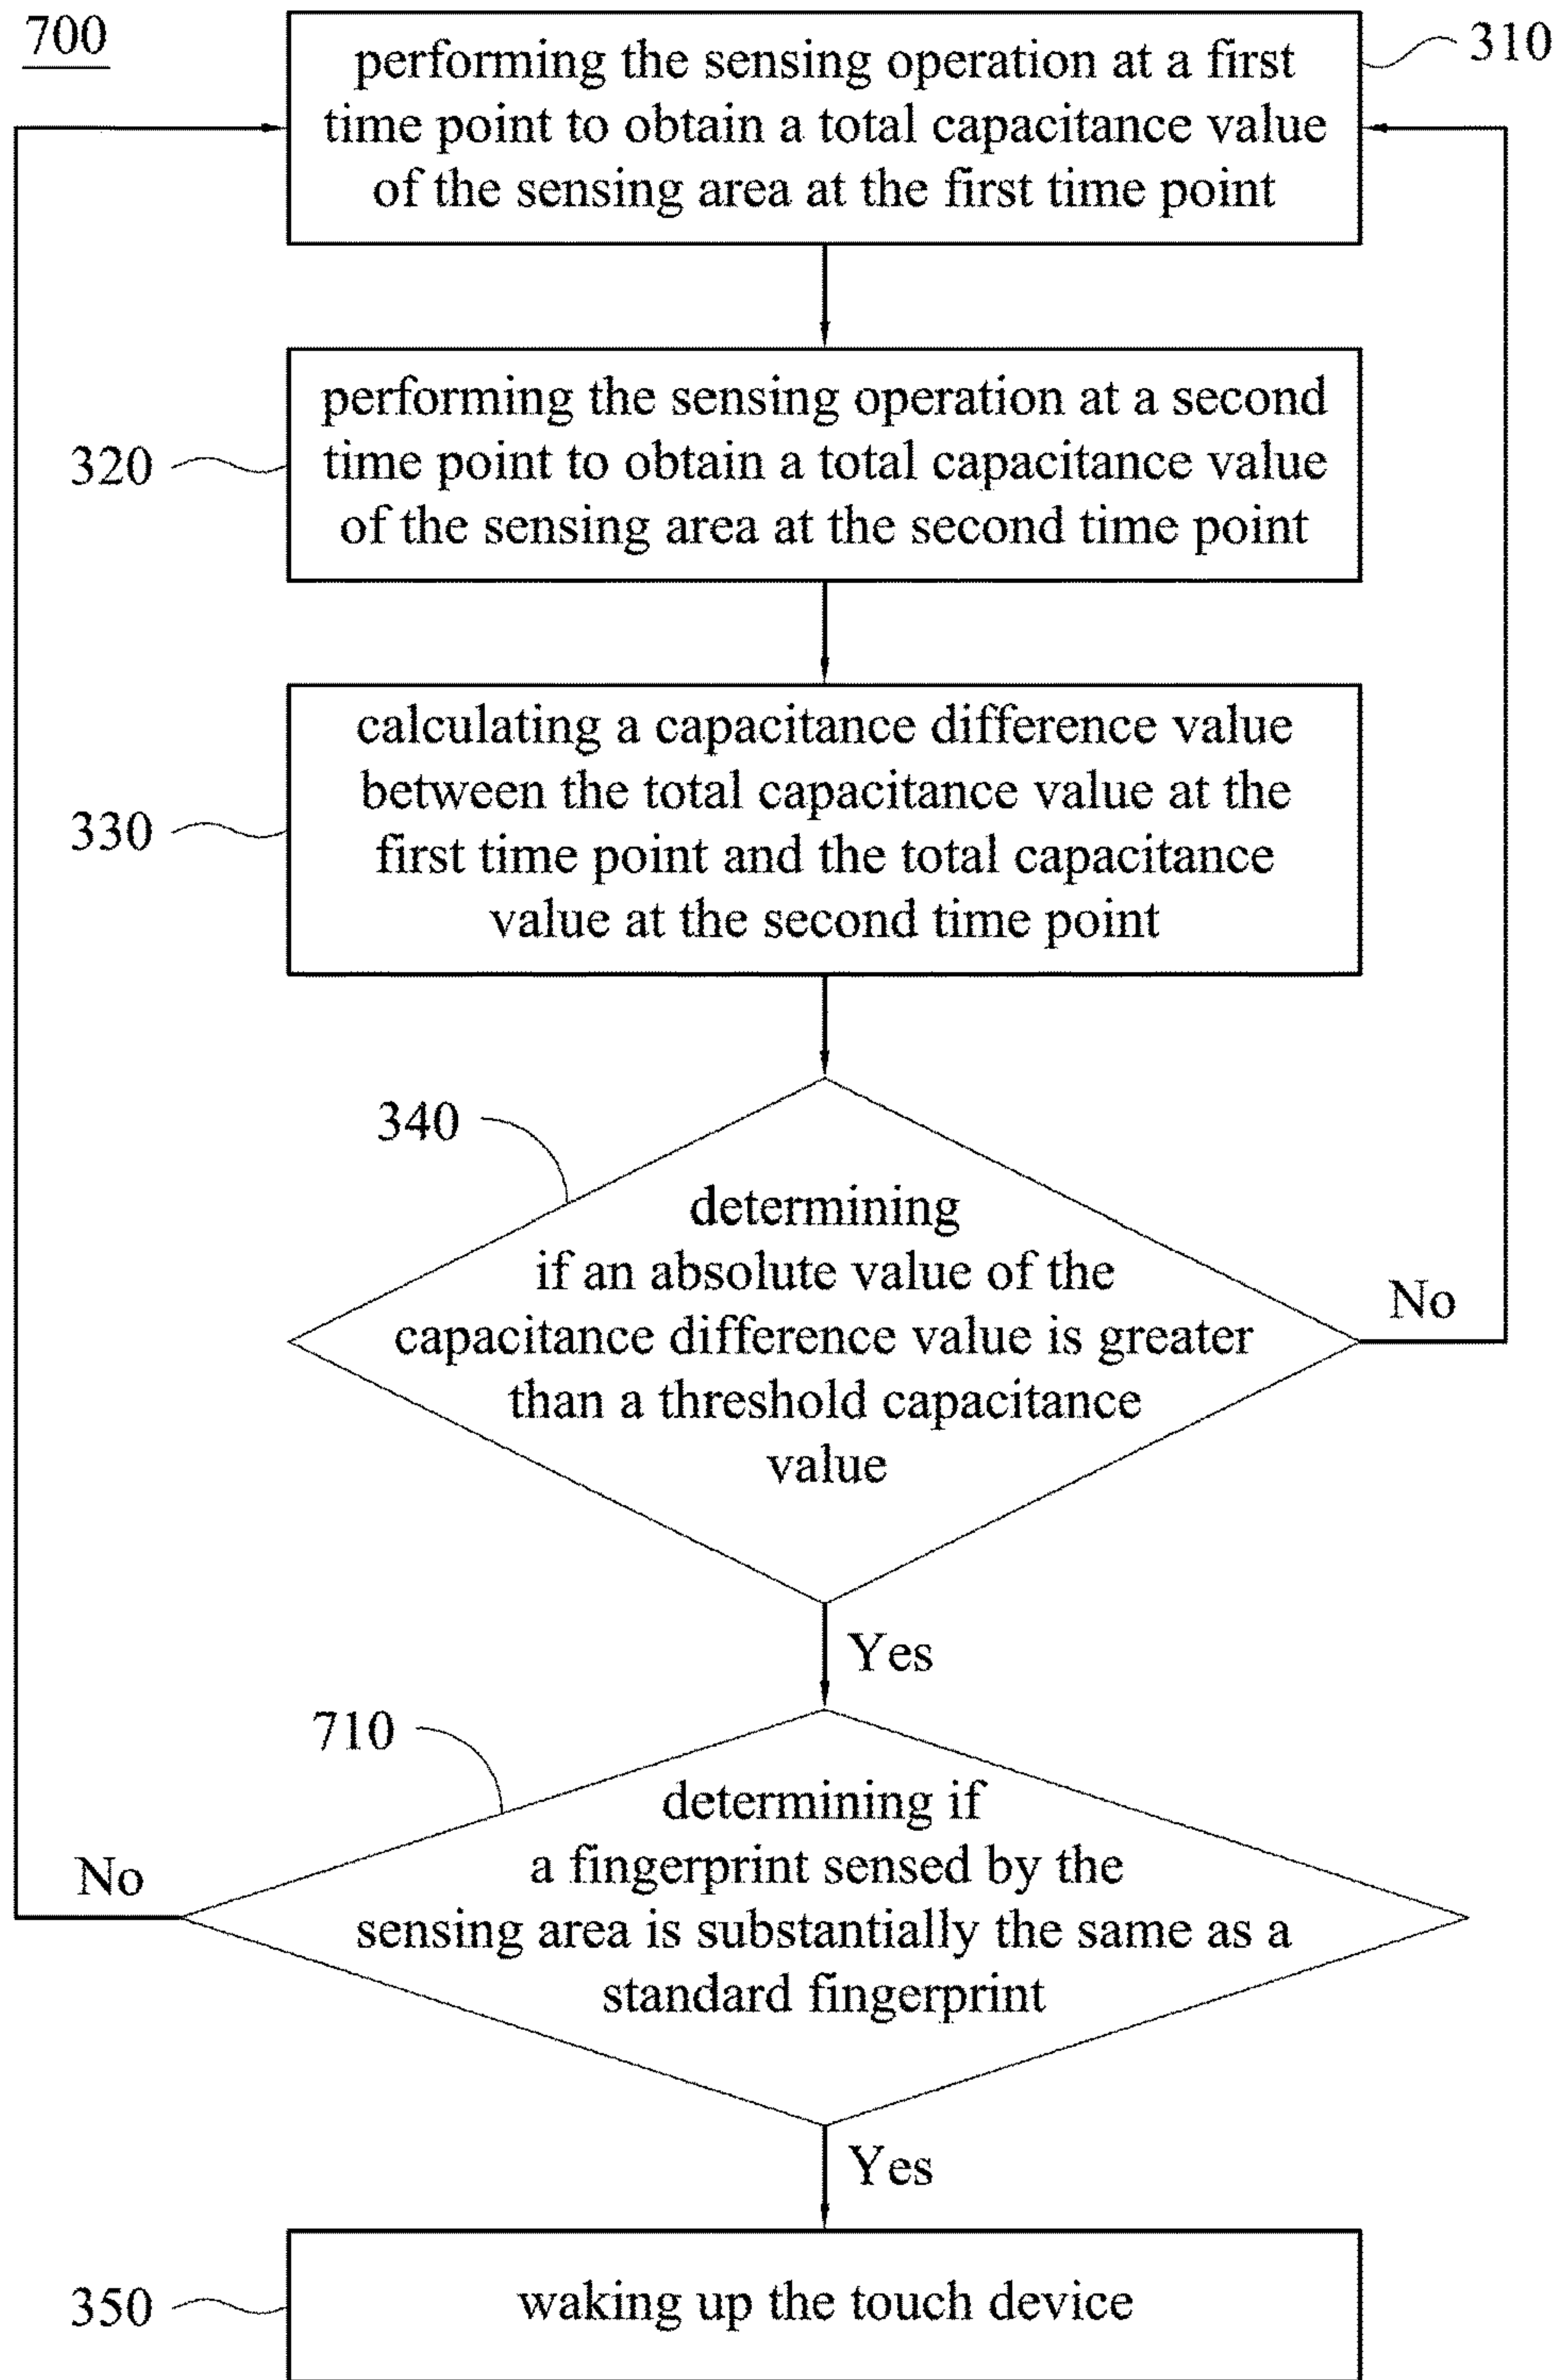 700
performing the sensing operation at a first
time point to obtain a total capacitance value
of the sensing area at the first time point
310
performing the sensing operation at a second
time point to obtain a total capacitance value
of the sensing area at the second time point
320
calculating a capacitance difference value
between the total capacitance value at the
first time point and the total capacitance
value at the second time point
330
340
determining
if an absolute value of the
capacitance difference value is greater
than a threshold capacitance
value
No
Yes
710
determining if
a fingerprint sensed by the
sensing area is substantially the same as a
standard fingerprint
No
Yes
350
waking up the touch device